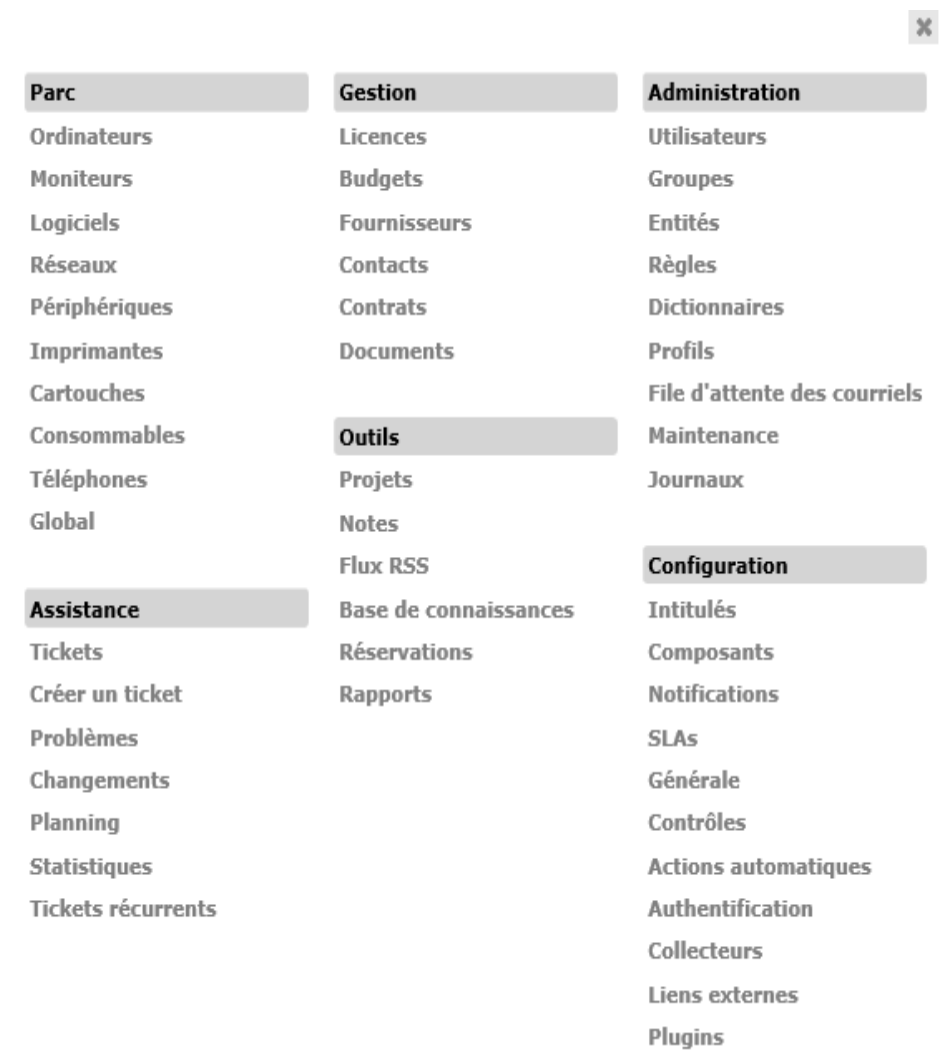 Parc
Ordinateurs
Moniteurs
Logiciels
Réseaux
Périphériques
Imprimantes
Cartouches
Consommables
Téléphones
Global
Assistance
Tickets
Créer un ticket
Problèmes
Changements
Planning
Statistiques
Tickets récurrents
Gestion
Licences
Budgets
Fournisseurs
Contacts
Contrats
Documents
Outils
Projets
Notes
Flux RSS
Base de connaissances
Réservations
Rapports
Administration
Utilisateurs
Groupes
Entités
Règles
Dictionnaires
Profils
File d'attente des courriels
Maintenance
Journaux
Configuration
Intitulés
Composants
Notifications
SLAs
Générale
Contrôles
Actions automatiques
Authentification
Collecteurs
Liens externes
Plugins